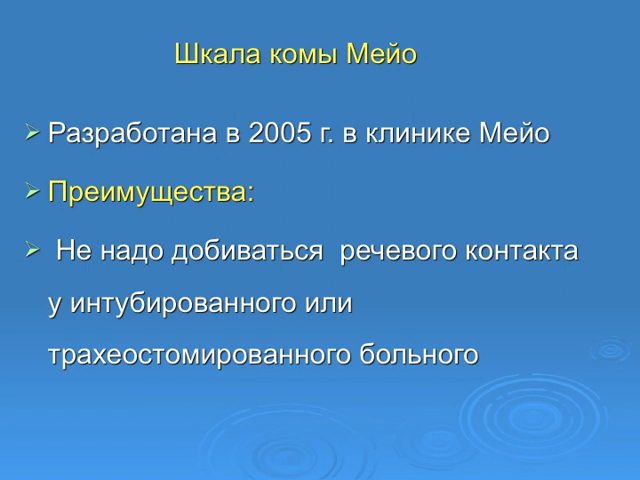 Шкала комы Мейо
Разработана в 2005 г. в клинике Мейо
Преимущества:
Не надо добиваться речевого контакта
у интубированного или
трахеостомированного больного